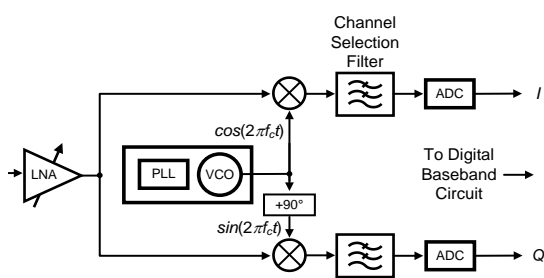 Channel
Selection
Filter
ADC
I
cos(2πfct)
LNA
PLL
VCO
To Digital
Baseband
Circuit
+90°
sin(2πfct)
ADC
Q